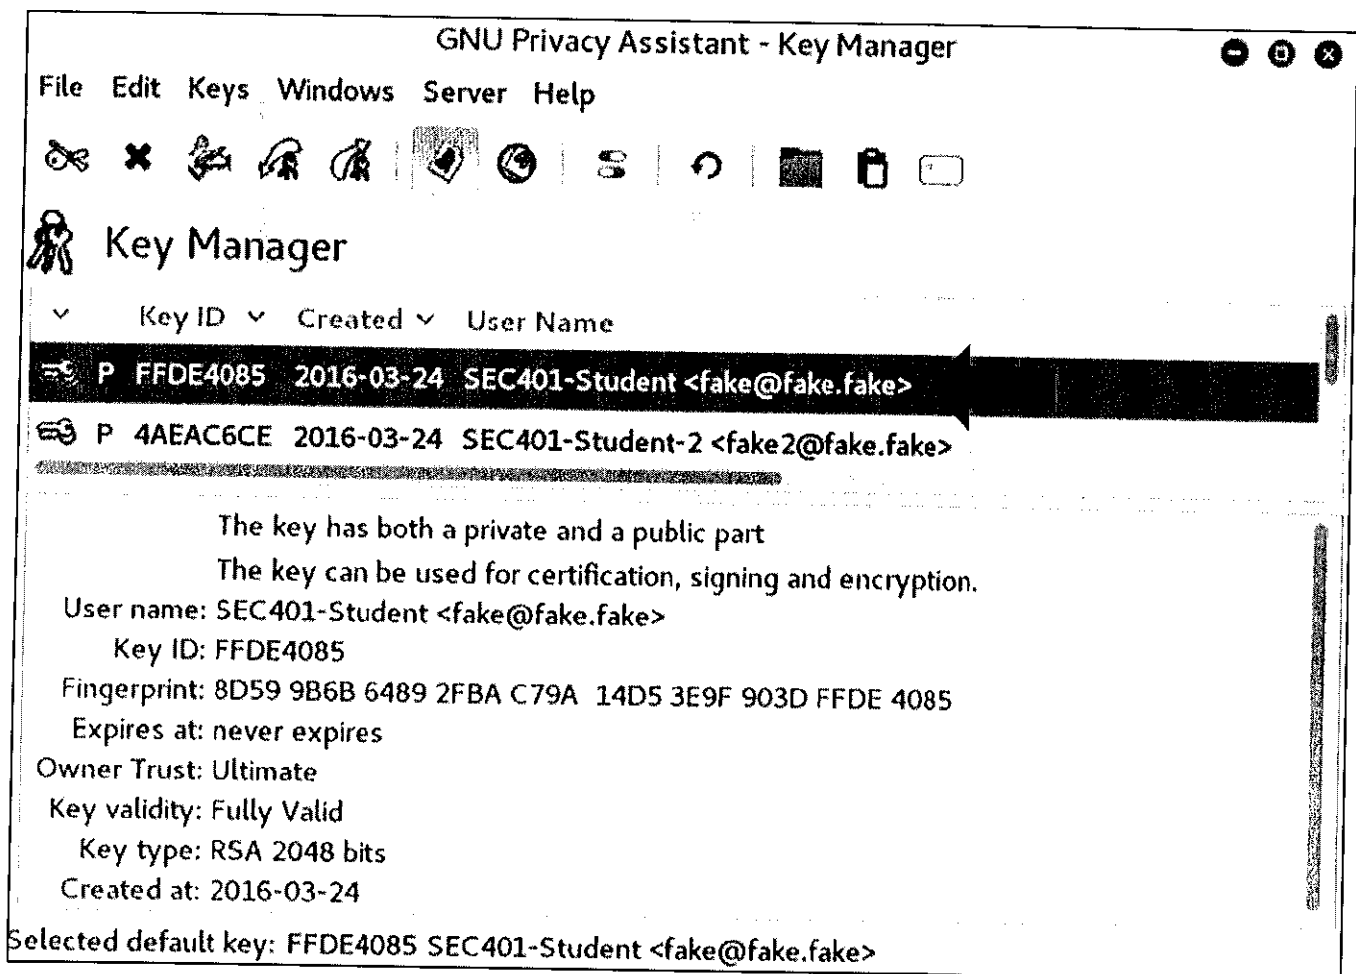 GNU Privacy Assistant - Key Manager
File Edit Keys Windows Server Help
Key Manager
Key ID Created User Name
P FFDE4085 2016-03-24 SEC401-Student <fake@fake.fake>
P 4AEAC6CE 2016-03-24 SEC401-Student-2 <fake2@fake.fake>
The key has both a private and a public part
The key can be used for certification, signing and encryption.
User name: SEC401-Student <fake@fake.fake>
Key ID: FFDE4085
Fingerprint: 8D59 9B6B 6489 2FBA C79A 14D5 3E9F 903D FFDE 4085
Expires at: never expires
Owner Trust: Ultimate
Key validity: Fully Valid
Key type: RSA 2048 bits
Created at: 2016-03-24
Selected default key: FFDE4085 SEC401-Student <fake@fake.fake>